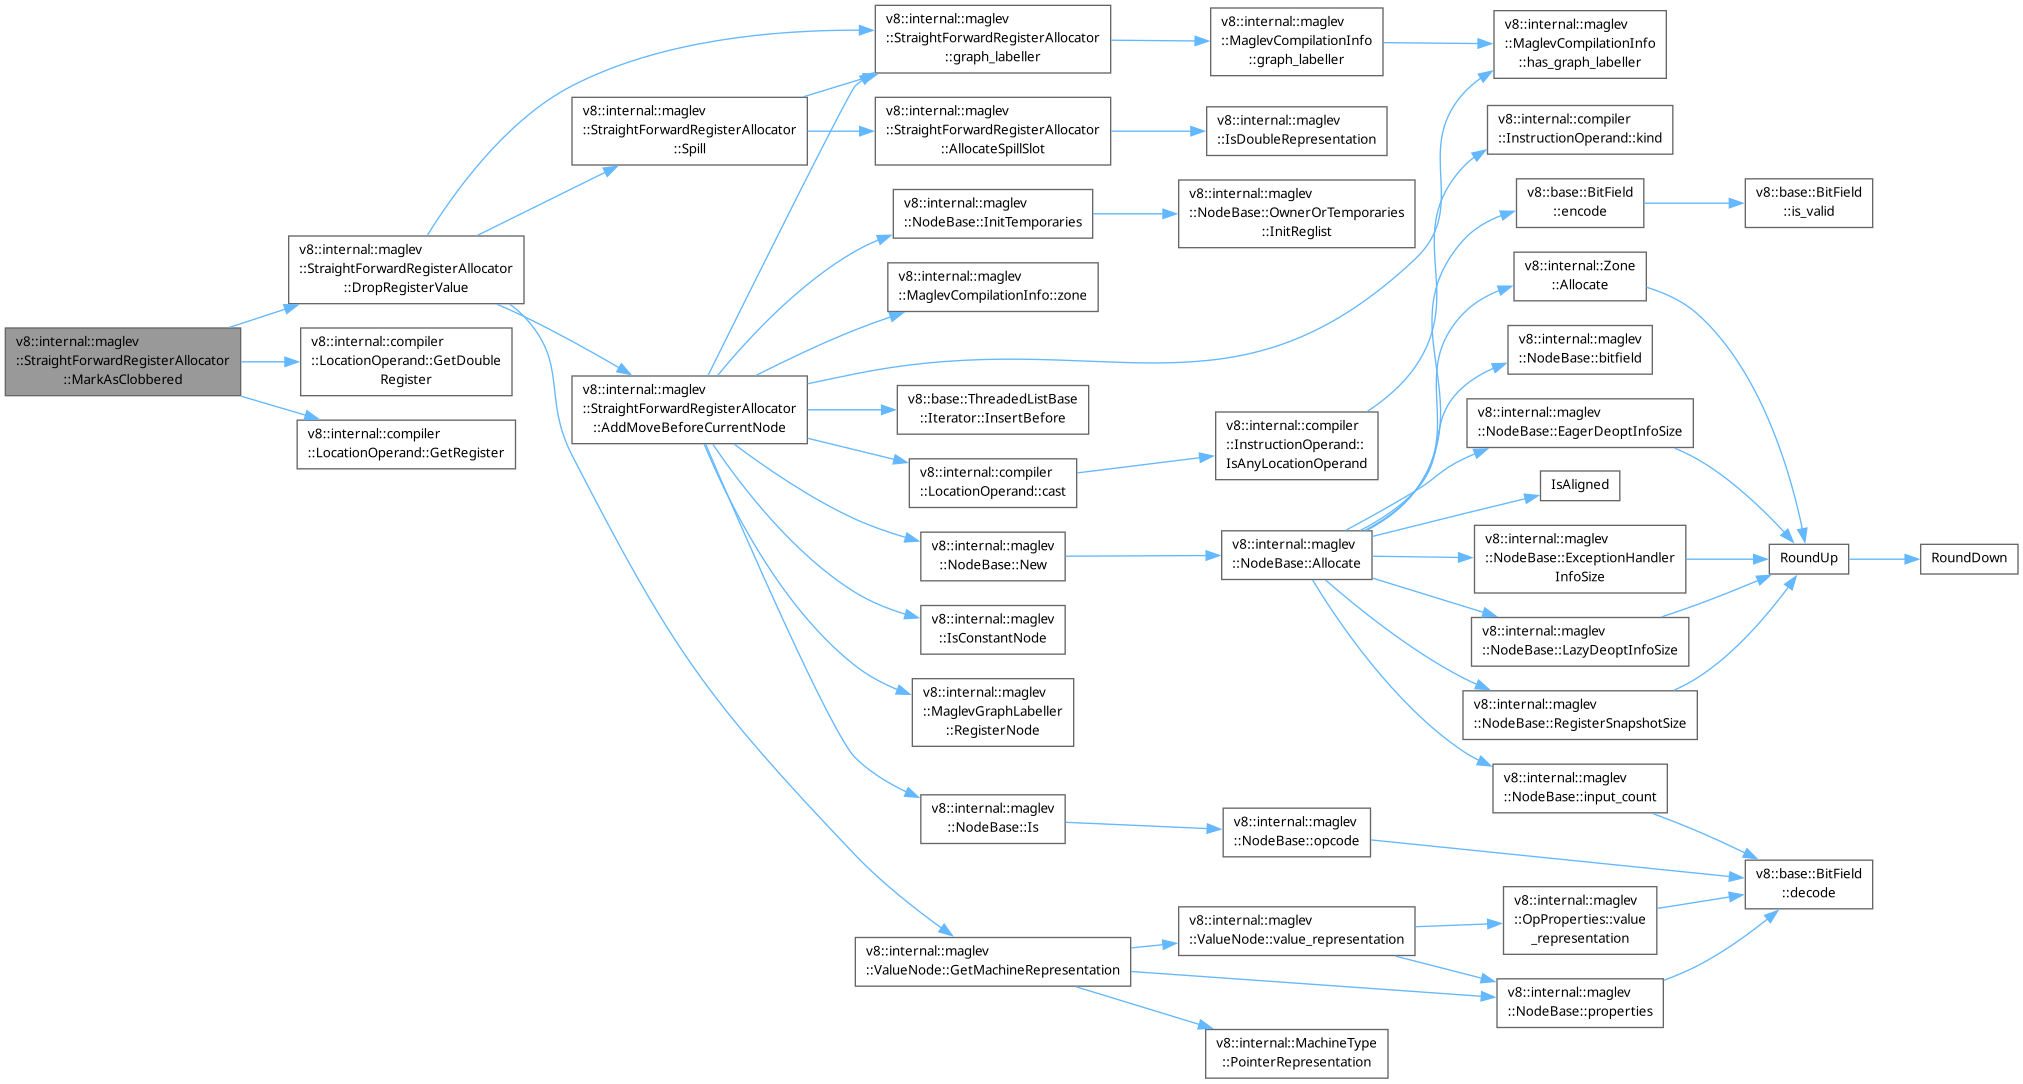 v8::internal::maglev
::StraightForwardRegisterAllocator
::MarkAsClobbered
v8::internal::maglev
::StraightForwardRegisterAllocator
::DropRegisterValue
v8::internal::compiler
::LocationOperand::GetDouble
Register
v8::internal::compiler
::LocationOperand::GetRegister
v8::internal::maglev
::StraightForwardRegisterAllocator
::Spill
v8::internal::maglev
::StraightForwardRegisterAllocator
::AddMoveBeforeCurrentNode
v8::internal::maglev
::StraightForwardRegisterAllocator
::graph_labeller
v8::internal::maglev
::StraightForwardRegisterAllocator
::AllocateSpillSlot
v8::internal::maglev
::NodeBase::InitTemporaries
v8::internal::maglev
::MaglevCompilationInfo::zone
v8::base::ThreadedListBase
::Iterator::InsertBefore
v8::internal::compiler
::LocationOperand::cast
v8::internal::maglev
::NodeBase::New
v8::internal::maglev
::IsConstantNode
v8::internal::maglev
::MaglevGraphLabeller
::RegisterNode
v8::internal::maglev
::NodeBase::Is
v8::internal::maglev
::ValueNode::GetMachineRepresentation
v8::internal::maglev
::MaglevCompilationInfo
::graph_labeller
v8::internal::maglev
::IsDoubleRepresentation
v8::internal::maglev
::NodeBase::OwnerOrTemporaries
::InitReglist
v8::internal::compiler
::InstructionOperand::
IsAnyLocationOperand
v8::internal::maglev
::NodeBase::Allocate
v8::internal::maglev
::NodeBase::opcode
v8::internal::maglev
::ValueNode::value_representation
v8::internal::MachineType
::PointerRepresentation
v8::internal::maglev
::MaglevCompilationInfo
::has_graph_labeller
v8::internal::compiler
::InstructionOperand::kind
v8::base::BitField
::encode
v8::internal::Zone
::Allocate
v8::internal::maglev
::NodeBase::bitfield
v8::internal::maglev
::NodeBase::EagerDeoptInfoSize
IsAligned
v8::internal::maglev
::NodeBase::ExceptionHandler
InfoSize
v8::internal::maglev
::NodeBase::LazyDeoptInfoSize
v8::internal::maglev
::NodeBase::RegisterSnapshotSize
v8::internal::maglev
::NodeBase::input_count
v8::internal::maglev
::OpProperties::value
_representation
v8::internal::maglev
::NodeBase::properties
v8::base::BitField
::is_valid
RoundUp
v8::base::BitField
::decode
RoundDown